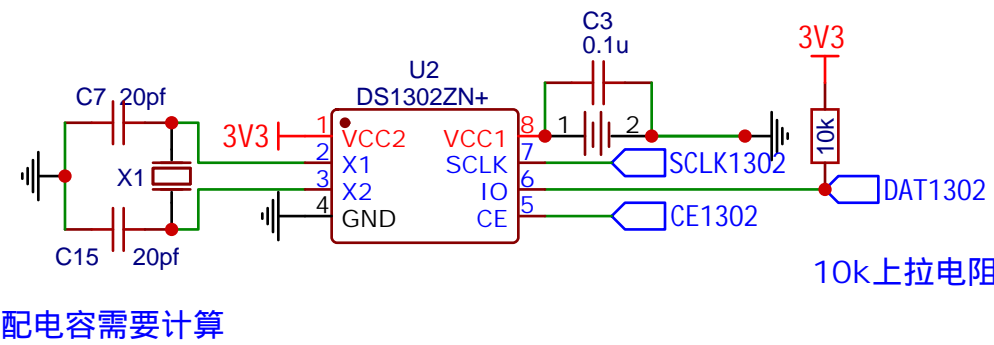 C3
0.1u
3V3
U2
DS1302ZN+
C7 20pf
10k
3V3
1
VCC2
VCC1
8
1
2
2
X1
SCLK
7
SCLK1302
X1
3
X2
IO
6
DAT1302
4
GND
CE
5
CE1302
C15 20pf
10k上拉电阻
配电容需要计算